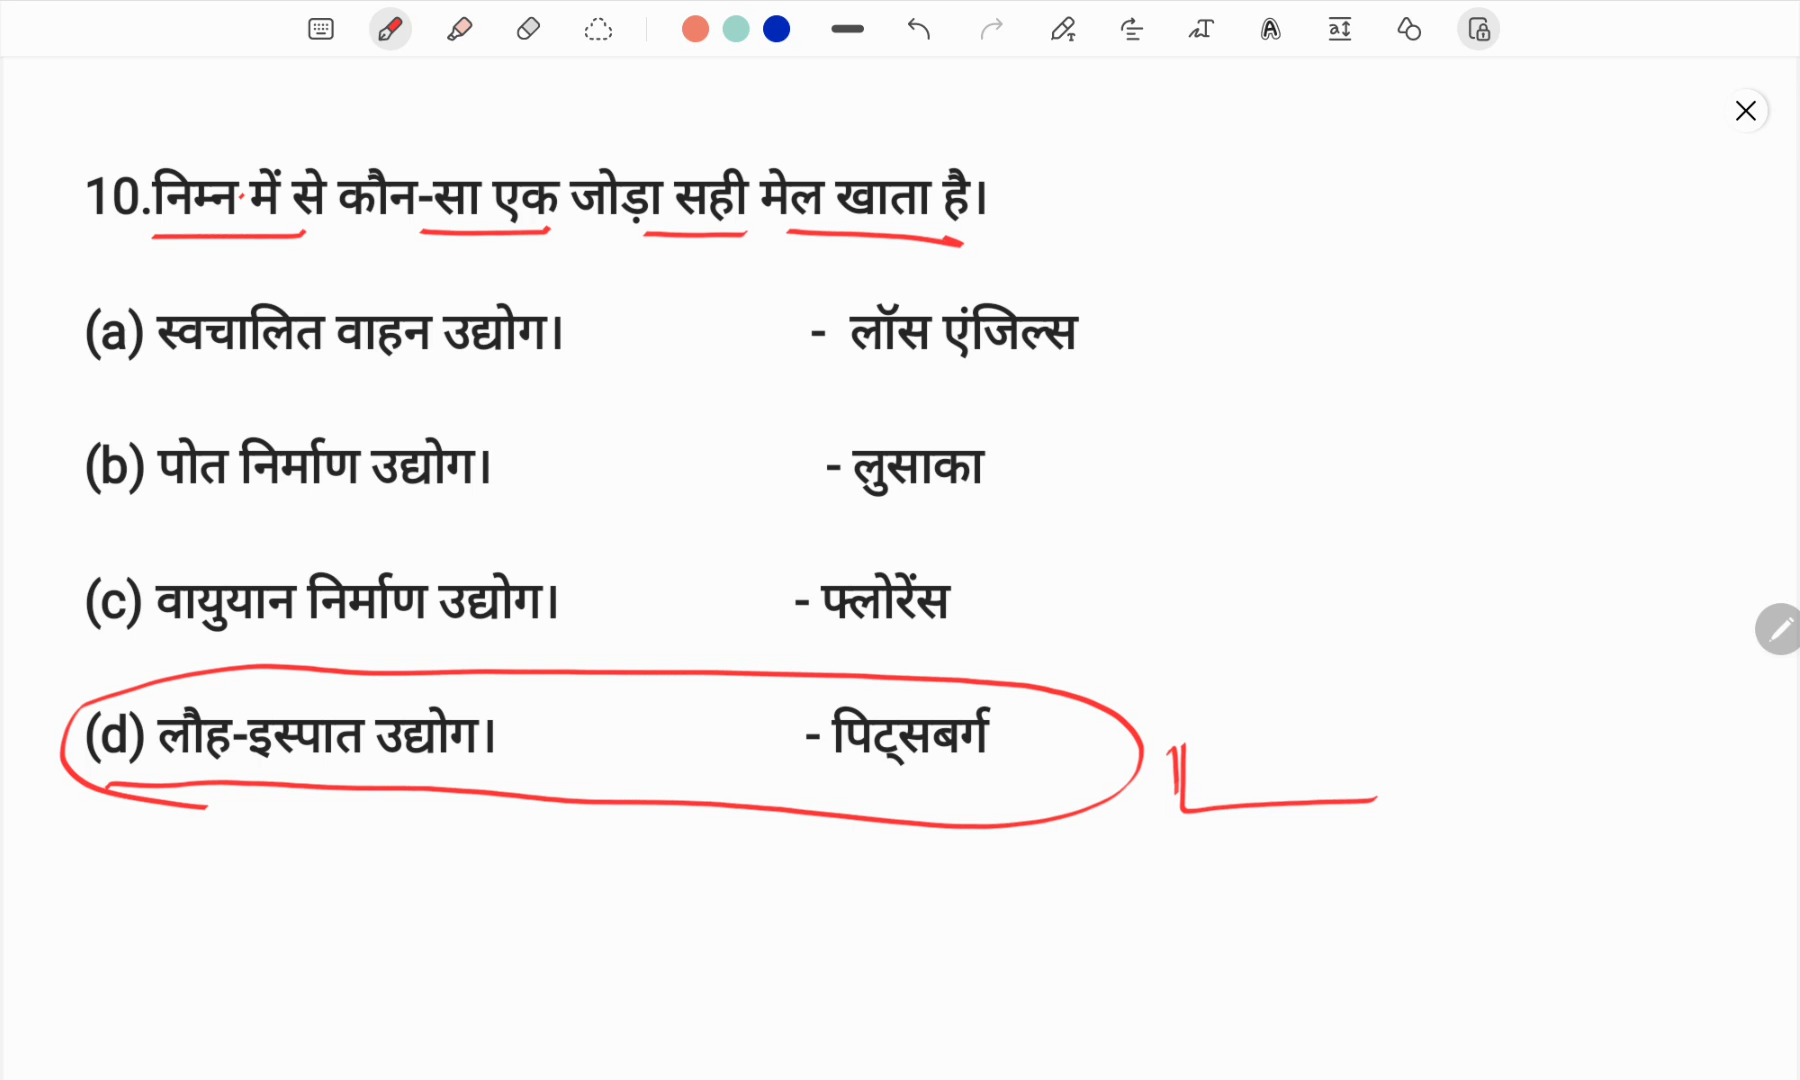 10.निम्न में से कौन-सा एक जोड़ा सही मेल खाता है।
(a) स्वचालित वाहन उद्योग। - लॉस एंजिल्स
(b) पोत निर्माण उद्योग। - लुसाका
(c) वायुयान निर्माण उद्योग। - फ्लोरेंस
(d) लौह-इस्पात उद्योग। - पिट्सबर्ग